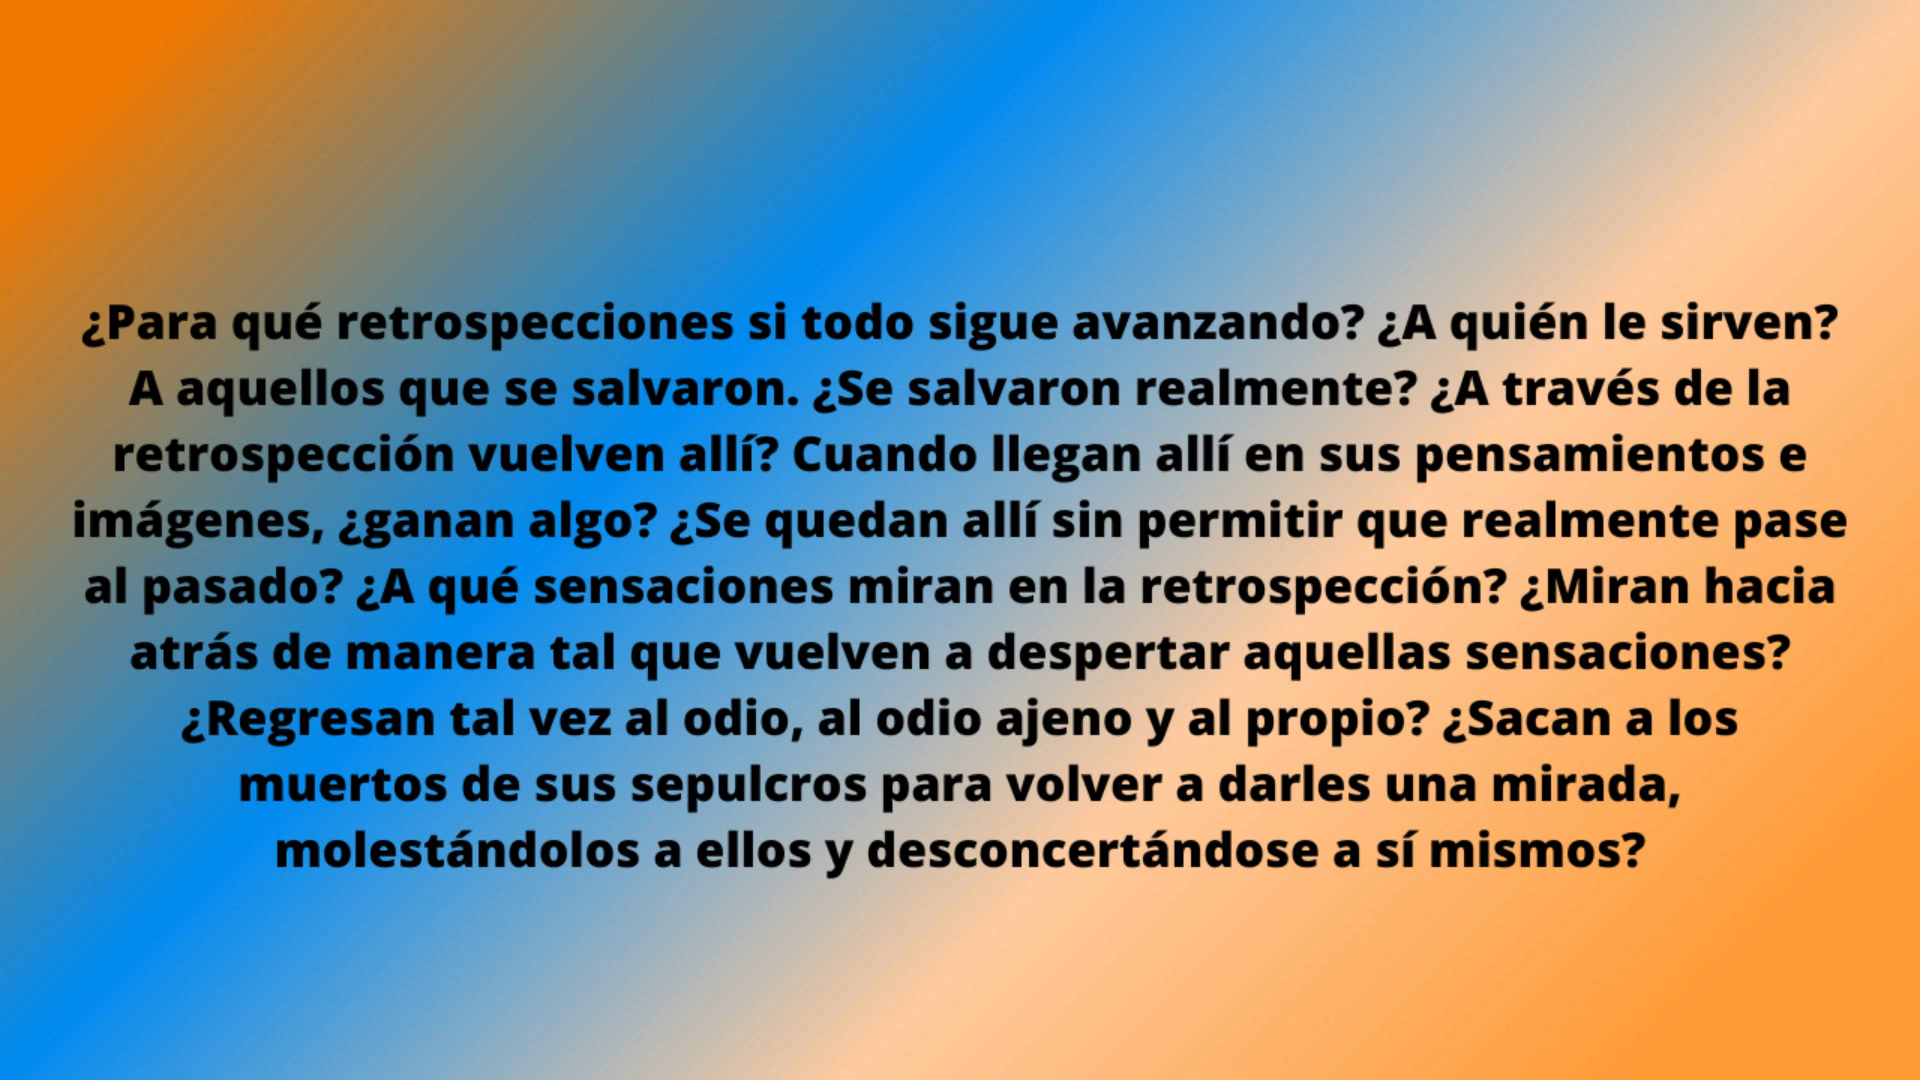 ¿Para qué retrospecciones si todo sigue avanzando? ¿A quién le sirven?
A aquellos que se salvaron. ¿Se salvaron realmente? ¿A través de la
retrospección vuelven allí? Cuando llegan allí en sus pensamientos e
imágenes, ¿ganan algo? ¿Se quedan allí sin permitir que realmente pase
al pasado? ¿A qué sensaciones miran en la retrospección? ¿Miran hacia
atrás de manera tal que vuelven a despertar aquellas sensaciones?
¿Regresan tal vez al odio, al odio ajeno y al propio? ¿Sacan a los
muertos de sus sepulcros para volver a darles una mirada,
molestándolos a ellos y desconcertándose a sí mismos?